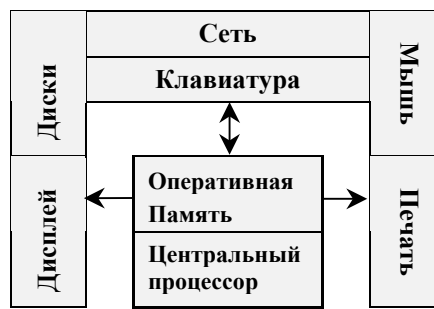 Сеть
Клавиатура
Диски
Мышь
Оперативная
Память
Дисплей
Печать
Центральный
процессор